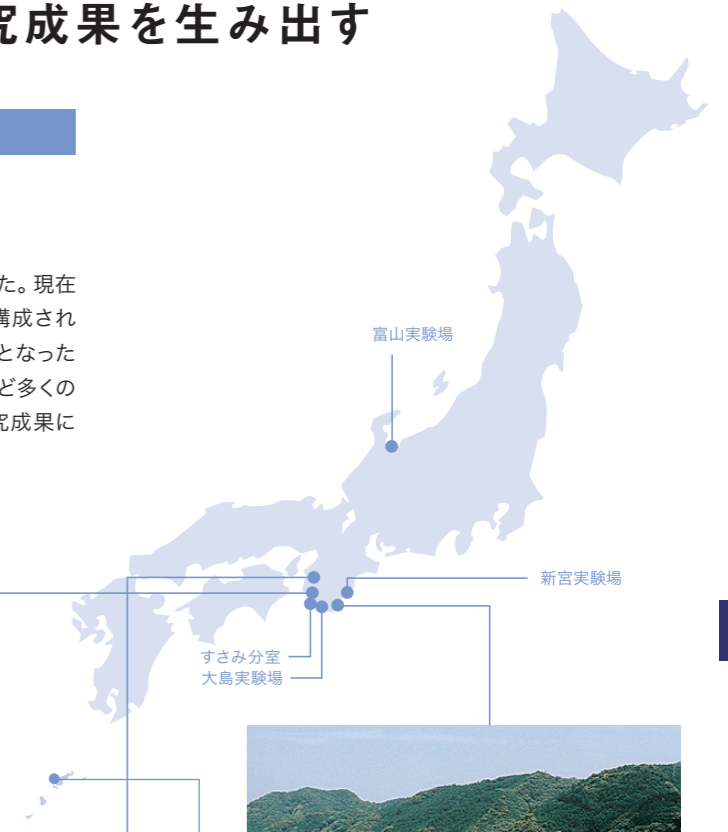 究成果を生み出す
た。現在
構成され
となった
ど多くの
究成果に
富山実験場
新宮実験場
すさみ分室
大島実験場